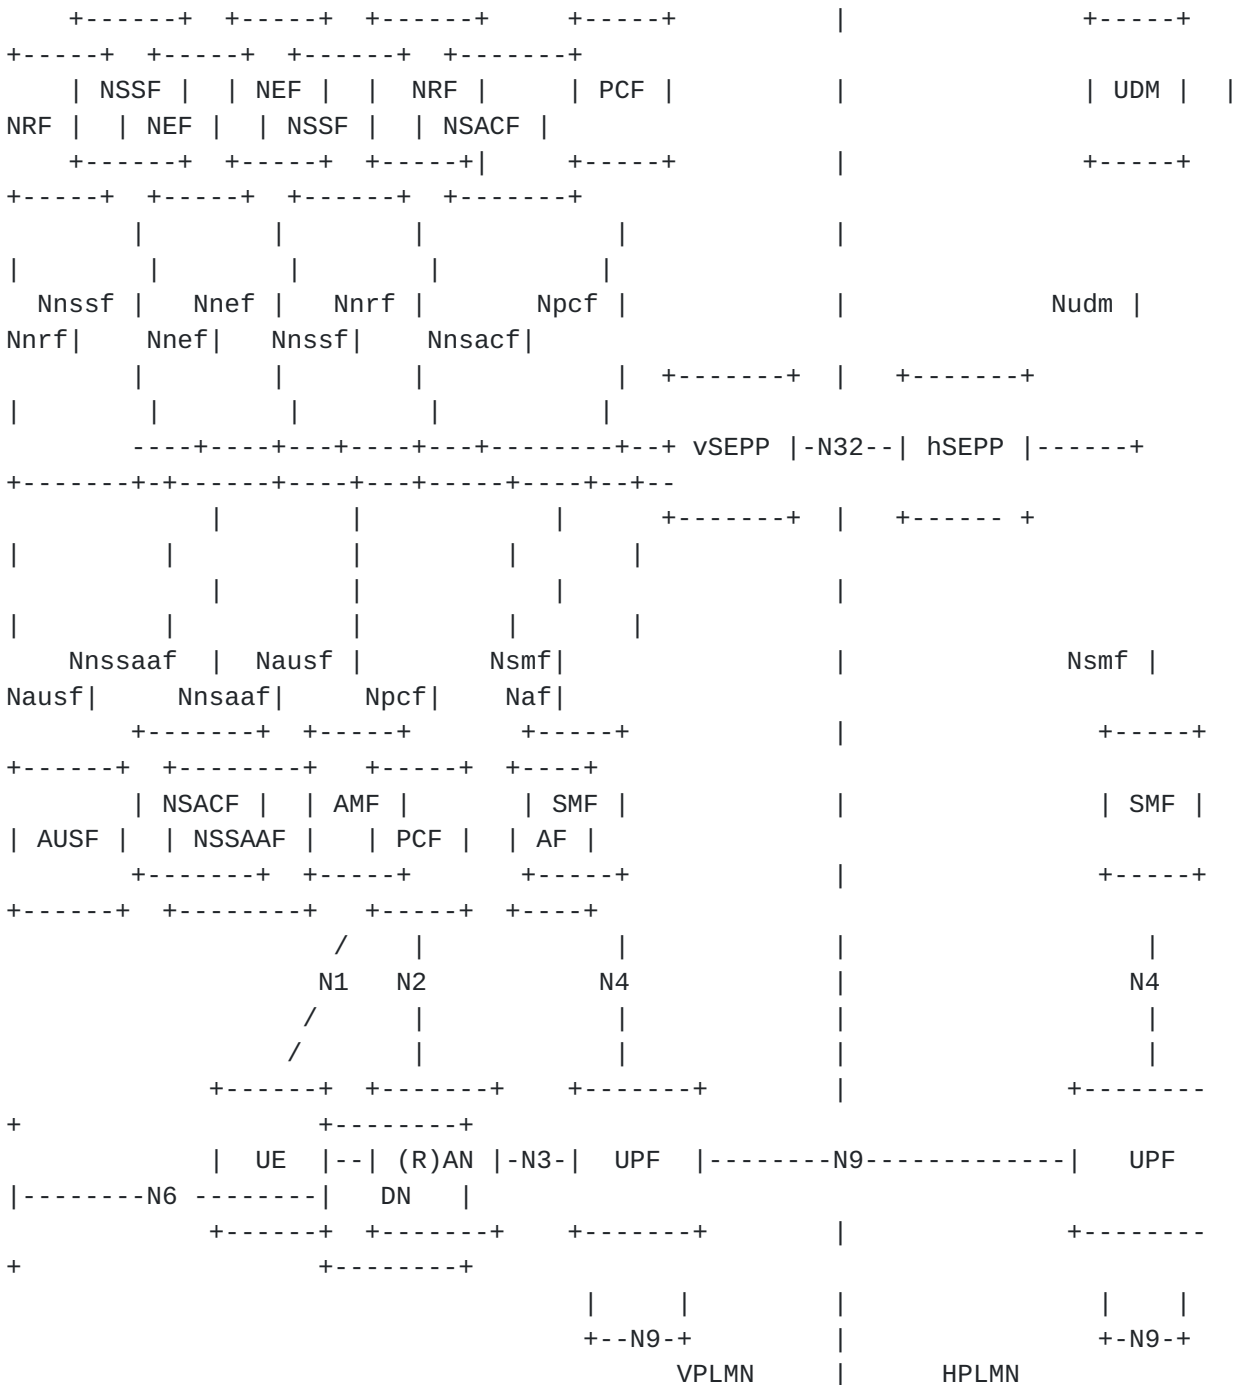 +------+  +-----+  +------+     +-----+          |               +-----+
+-----+  +-----+  +------+  +-------+
    | NSSF |  | NEF |  |  NRF |     | PCF |          |               | UDM |  |
NRF |  | NEF |  | NSSF |  | NSACF |
    +------+  +-----+  +-----+|     +-----+          |               +-----+
+-----+  +-----+  +------+  +-------+
        |        |        |            |             |
|        |        |        |          |
  Nnssf |   Nnef |   Nnrf |       Npcf |             |             Nudm |
Nnrf|    Nnef|   Nnssf|    Nnsacf|
        |        |        |            |  +-------+  |   +-------+
|        |        |        |          |
        ----+----+---+----+---+--------+--+ vSEPP |-N32--| hSEPP |------+
+-------+-+------+----+---+-----+----+--+--
             |        |            |      +-------+  |   +------ +
|         |           |         |       |
             |        |            |                 |
|         |           |         |       |
    Nnssaaf  | Nausf |        Nsmf|                  |              Nsmf |
Nausf|     Nnsaaf|     Npcf|    Naf|
        +-------+  +-----+       +-----+             |                +-----+
+------+  +--------+   +-----+  +----+
        | NSACF |  | AMF |       | SMF |             |                | SMF |
| AUSF |  | NSSAAF |   | PCF |  | AF |
        +-------+  +-----+       +-----+             |                +-----+
+------+  +--------+   +-----+  +----+
                     /    |            |             |                   |
                    N1   N2           N4             |                  N4
                   /      |            |             |                   |
                  /       |            |             |                   |
             +------+  +-------+    +-------+        |              +--------
+                   +--------+
             |  UE  |--| (R)AN |-N3-|  UPF  |--------N9-------------|   UPF
|--------N6 --------|   DN   |
             +------+  +-------+    +-------+        |              +--------
+                   +--------+
                                     |     |         |                |    |
                                     +--N9-+         |                +-N9-+
                                           VPLMN     |      HPLMN